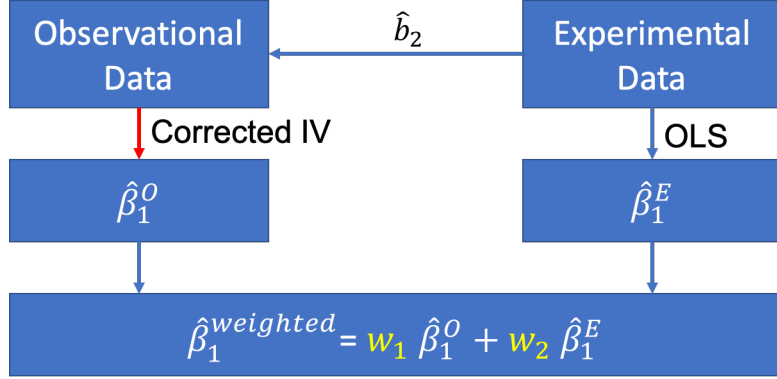 Observational
Data
b̂₂
Experimental
Data
Corrected IV
OLS
β̂₁ᴼ
β̂₁ᴱ
β̂₁ʷᵉⁱᵍʰᵗᵉᵈ = w₁ β̂₁ᴼ + w₂ β̂₁ᴱ